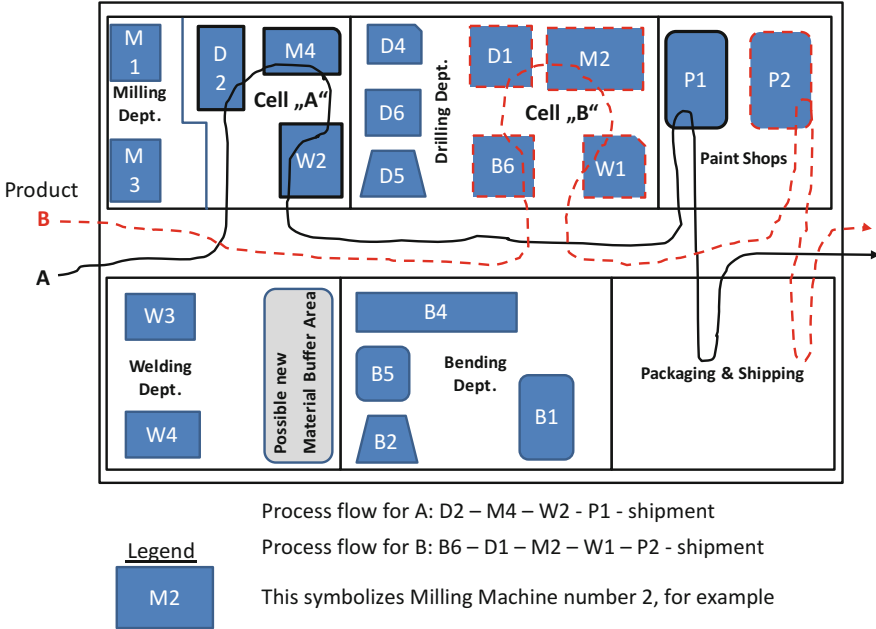 M
1
Milling
Dept.
M
3
D
2
M4
Cell „A“
W2
D4
D6
D5
Drilling Dept.
D1
M2
Cell „B“
B6
W1
P1
P2
Paint Shops
Product
B
A
W3
Welding
Dept.
W4
Possible new
Material Buffer Area
B4
B5
Bending
Dept.
B2
B1
Packaging & Shipping
Process flow for A: D2 – M4 – W2 - P1 - shipment
Process flow for B: B6 – D1 – M2 – W1 – P2 - shipment
Legend
M2
This symbolizes Milling Machine number 2, for example